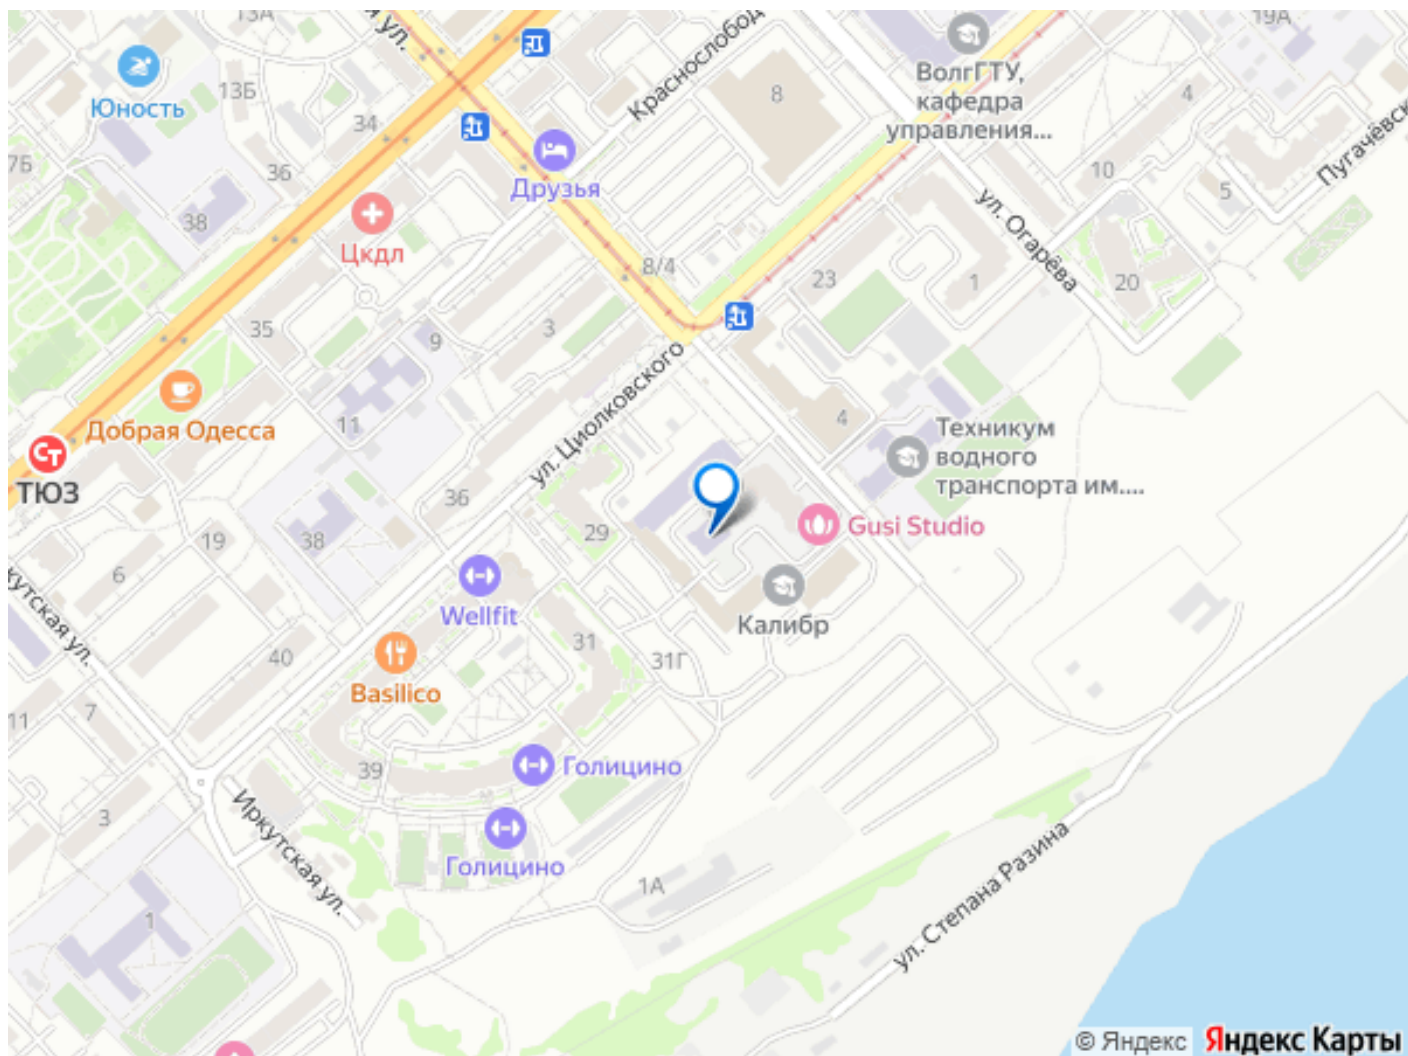 13А
я ул.
Краснослобод
19А
Юность
13Б
34
8
ВолгГТУ,
кафедра
управления...
4
7Б
36
38
Друзья
10
5
Пугачёвск
Цкдл
ул. Огарёва
8/4
23
1
20
35
3
9
ул. Циолковского
Добрая Одесса
11
4
Техникум
водного
транспорта им....
Ст
ТЮЗ
36
29
Gusi Studio
19
38
6
Wellfit
Калибр
кутская ул.
40
31
31Г
Basilico
11
7
39
Голицино
3
Иркутская ул.
Голицино
1А
1
ул. Степана Разина
© Яндекс
Яндекс Карты